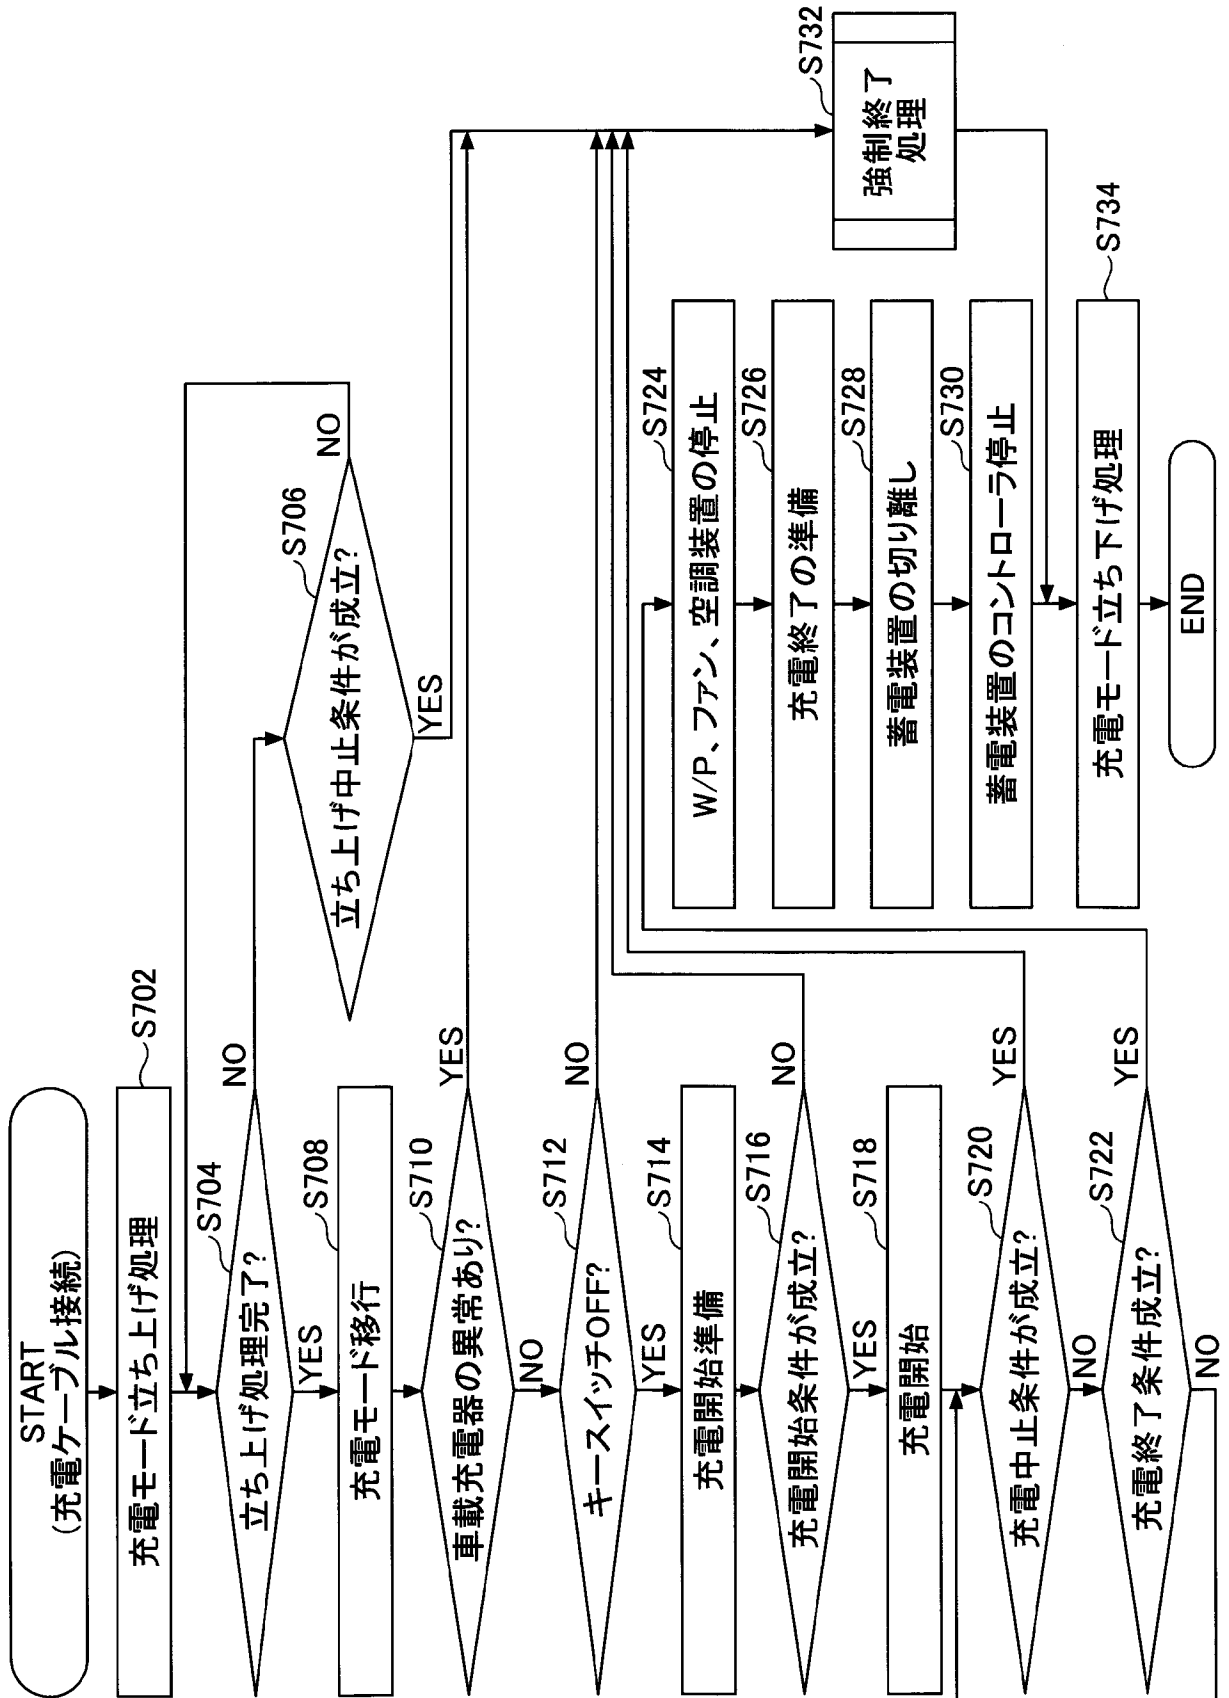 START
(充電ケーブル接続)
充電モード立ち上げ処理
S702
立ち上げ処理完了?
S704
NO
YES
立ち上げ中止条件が成立?
S706
NO
YES
充電モード移行
S708
車載充電器の異常あり?
S710
YES
NO
キースイッチOFF?
S712
NO
YES
充電開始準備
S714
充電開始条件が成立?
S716
NO
YES
充電開始
S718
充電中止条件が成立?
S720
YES
NO
充電終了条件成立?
S722
YES
NO
W/P、ファン、空調装置の停止
S724
充電終了の準備
S726
蓄電装置の切り離し
S728
蓄電装置のコントローラ停止
S730
強制終了
処理
S732
充電モード立ち下げ処理
S734
END